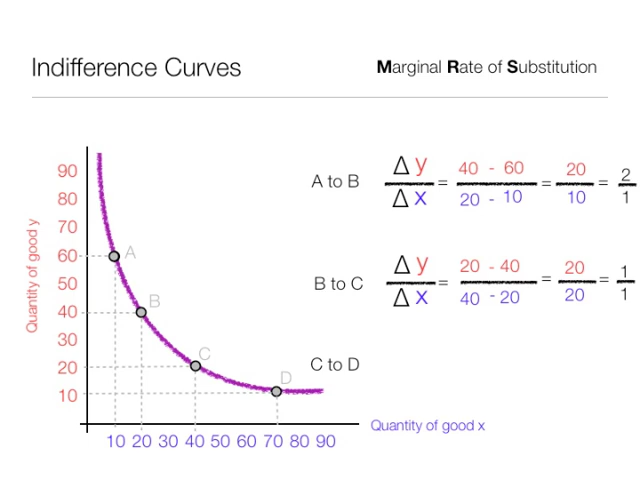 Indifference Curves
Marginal Rate of Substitution
Quantity of good y
90
80
70
60
50
40
30
20
10
A
B
C
D
10 20 30 40 50 60 70 80 90
Quantity of good x
A to B
Δ y = 40 - 60 = 20 = 2
Δ x 20 - 10 10 1
B to C
Δ y = 20 - 40 = 20 = 1
Δ x 40 - 20 20 1
C to D